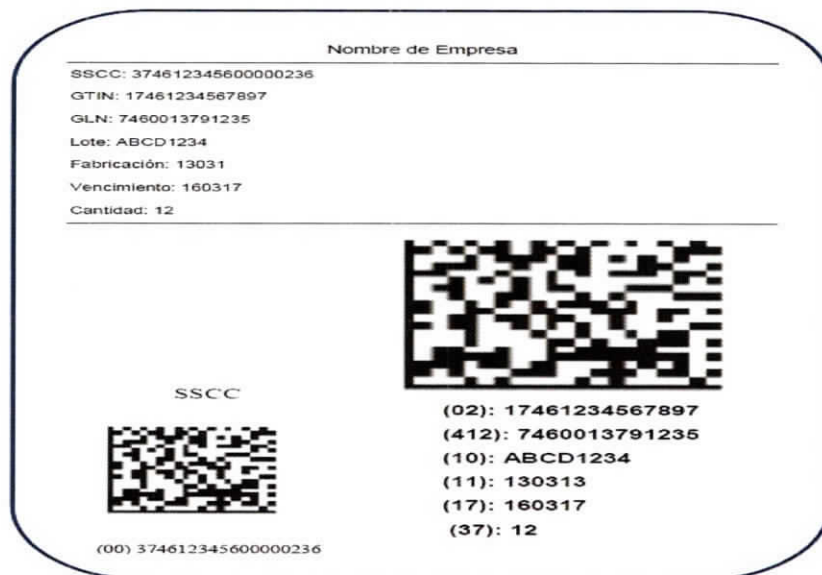 Nombre de Empresa
SSCC: 374612345600000236
GTIN: 17461234567897
GLN: 7460013791235
Lote: ABCD1234
Fabricación: 13031
Vencimiento: 160317
Cantidad: 12
SSCC
(00) 374612345600000236
(02): 17461234567897
(412): 7460013791235
(10): ABCD1234
(11): 130313
(17): 160317
(37): 12